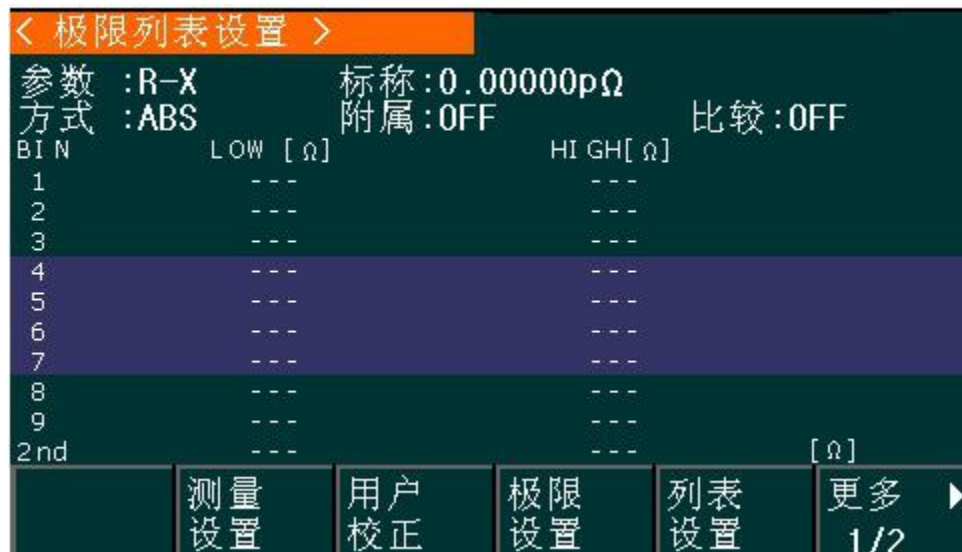 < 极限列表设置 >
参数 :R-X 标称:0.00000pΩ
方式 :ABS 附属:OFF 比较:OFF
BIN LOW [Ω] HIGH[Ω]
1 --- ---
2 --- ---
3 --- ---
4 --- ---
5 --- ---
6 --- ---
7 --- ---
8 --- ---
9 --- ---
2nd --- --- [Ω]
测量 用户 极限 列表 更多 ▶
设置 校正 设置 设置 1/2